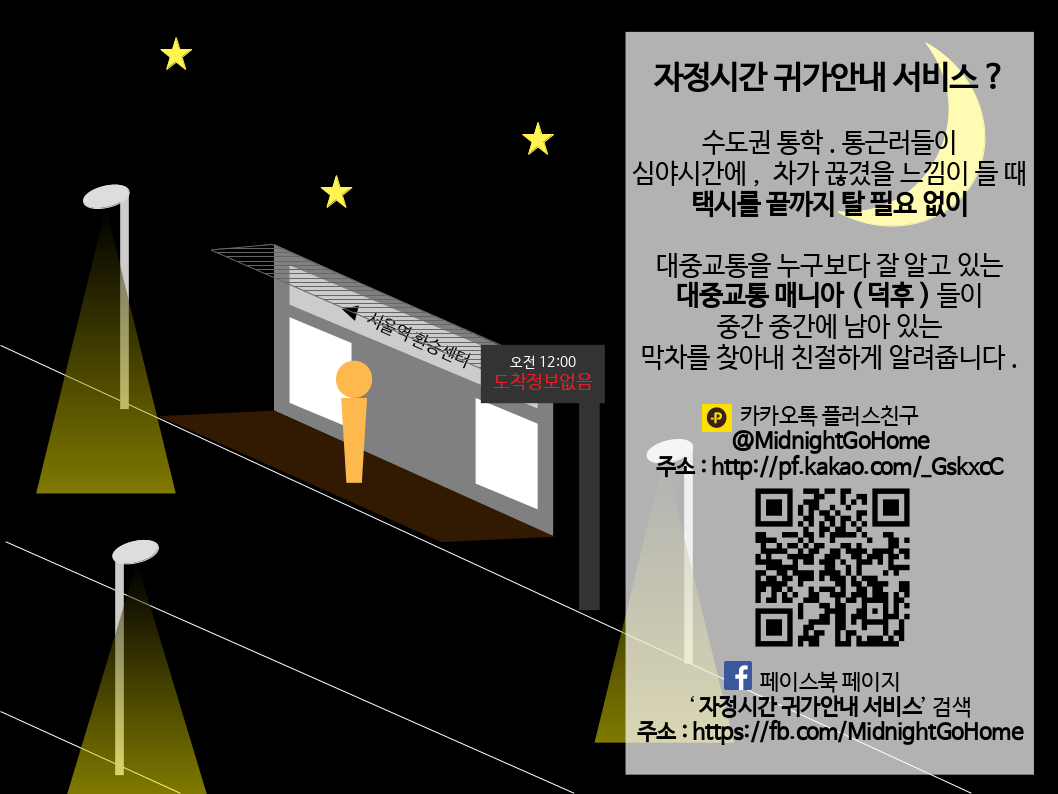 자정시간 귀가안내 서비스 ?
수도권 통학 . 통근러들이
심야시간에 , 차가 끊겼을 느낌이 들 때
택시를 끝까지 탈 필요 없이
대중교통을 누구보다 잘 알고 있는
대중교통 매니아 ( 덕후 ) 들이
중간 중간에 남아 있는
막차를 찾아내 친절하게 알려줍니다 .
카카오톡 플러스친구
@MidnightGoHome
주소 : http://pf.kakao.com/_GskxcC
페이스북 페이지
‘ 자정시간 귀가안내 서비스’ 검색
주소 : https://fb.com/MidnightGoHome
◀ 서울역 환승센터
오전 12:00
도착정보없음